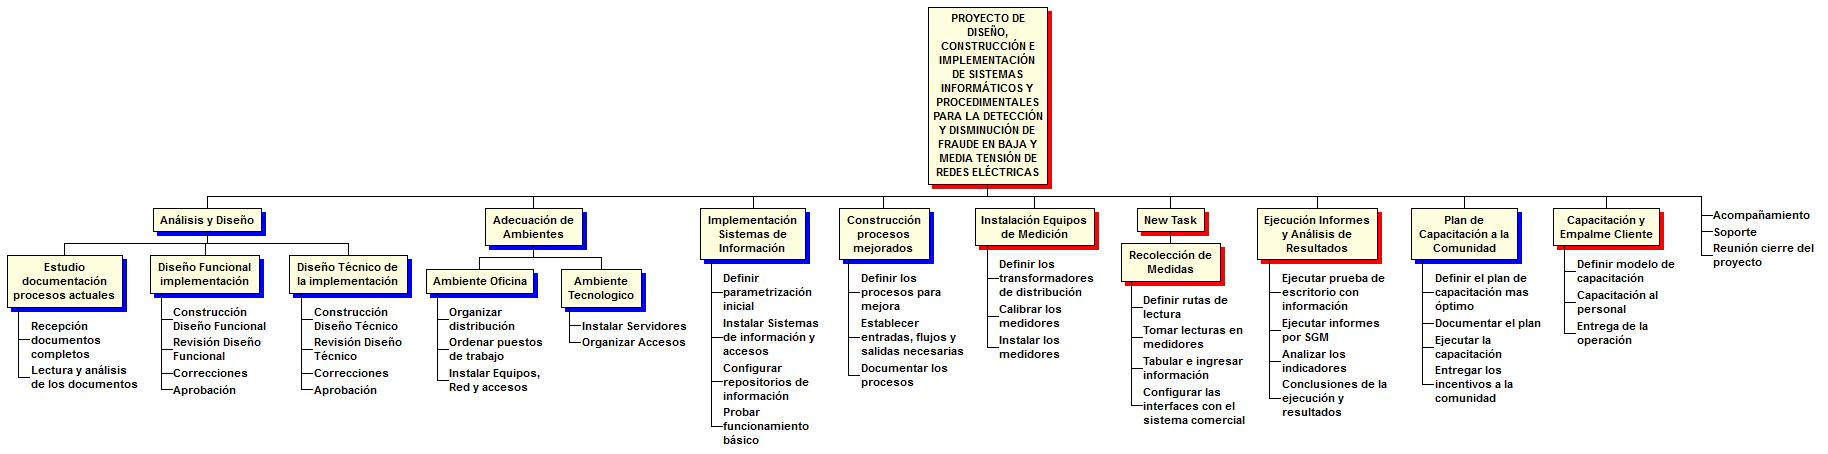 PROYECTO DE
DISEÑO,
CONSTRUCCIÓN E
IMPLEMENTACIÓN
DE SISTEMAS
INFORMÁTICOS Y
PROCEDIMENTALES
PARA LA DETECCIÓN
Y DISMINUCIÓN DE
FRAUDE EN BAJA Y
MEDIA TENSIÓN DE
REDES ELÉCTRICAS
Análisis y Diseño
Estudio
documentación
procesos actuales
Recepción
documentos
completos
Lectura y análisis
de los documentos
Diseño Funcional
implementación
Construcción
Diseño Funcional
Revisión Diseño
Funcional
Correcciones
Aprobación
Diseño Técnico de
la implementación
Construcción
Diseño Técnico
Revisión Diseño
Técnico
Correcciones
Aprobación
Adecuación de
Ambientes
Ambiente Oficina
Organizar
distribución
Ordenar puestos
de trabajo
Instalar Equipos,
Red y accesos
Ambiente
Tecnologico
Instalar Servidores
Organizar Accesos
Implementación
Sistemas de
Información
Definir
parametrización
inicial
Instalar Sistemas
de información y
accesos
Configurar
repositorios de
información
Probar
funcionamiento
básico
Construcción
procesos
mejorados
Definir los
procesos para
mejora
Establecer
entradas, flujos y
salidas necesarias
Documentar los
procesos
Instalación Equipos
de Medición
Definir los
transformadores
de distribución
Calibrar los
medidores
Instalar los
medidores
New Task
Recolección de
Medidas
Definir rutas de
lectura
Tomar lecturas en
medidores
Tabular e ingresar
información
Configurar las
interfaces con el
sistema comercial
Ejecución Informes
y Análisis de
Resultados
Ejecutar prueba de
escritorio con
información
Ejecutar informes
por SGM
Analizar los
indicadores
Conclusiones de la
ejecución y
resultados
Plan de
Capacitación a la
Comunidad
Definir el plan de
capacitación mas
óptimo
Documentar el plan
Ejecutar la
capacitación
Entregar los
incentivos a la
comunidad
Capacitación y
Empalme Cliente
Definir modelo de
capacitación
Capacitación al
personal
Entrega de la
operación
Acompañamiento
Soporte
Reunión cierre del
proyecto